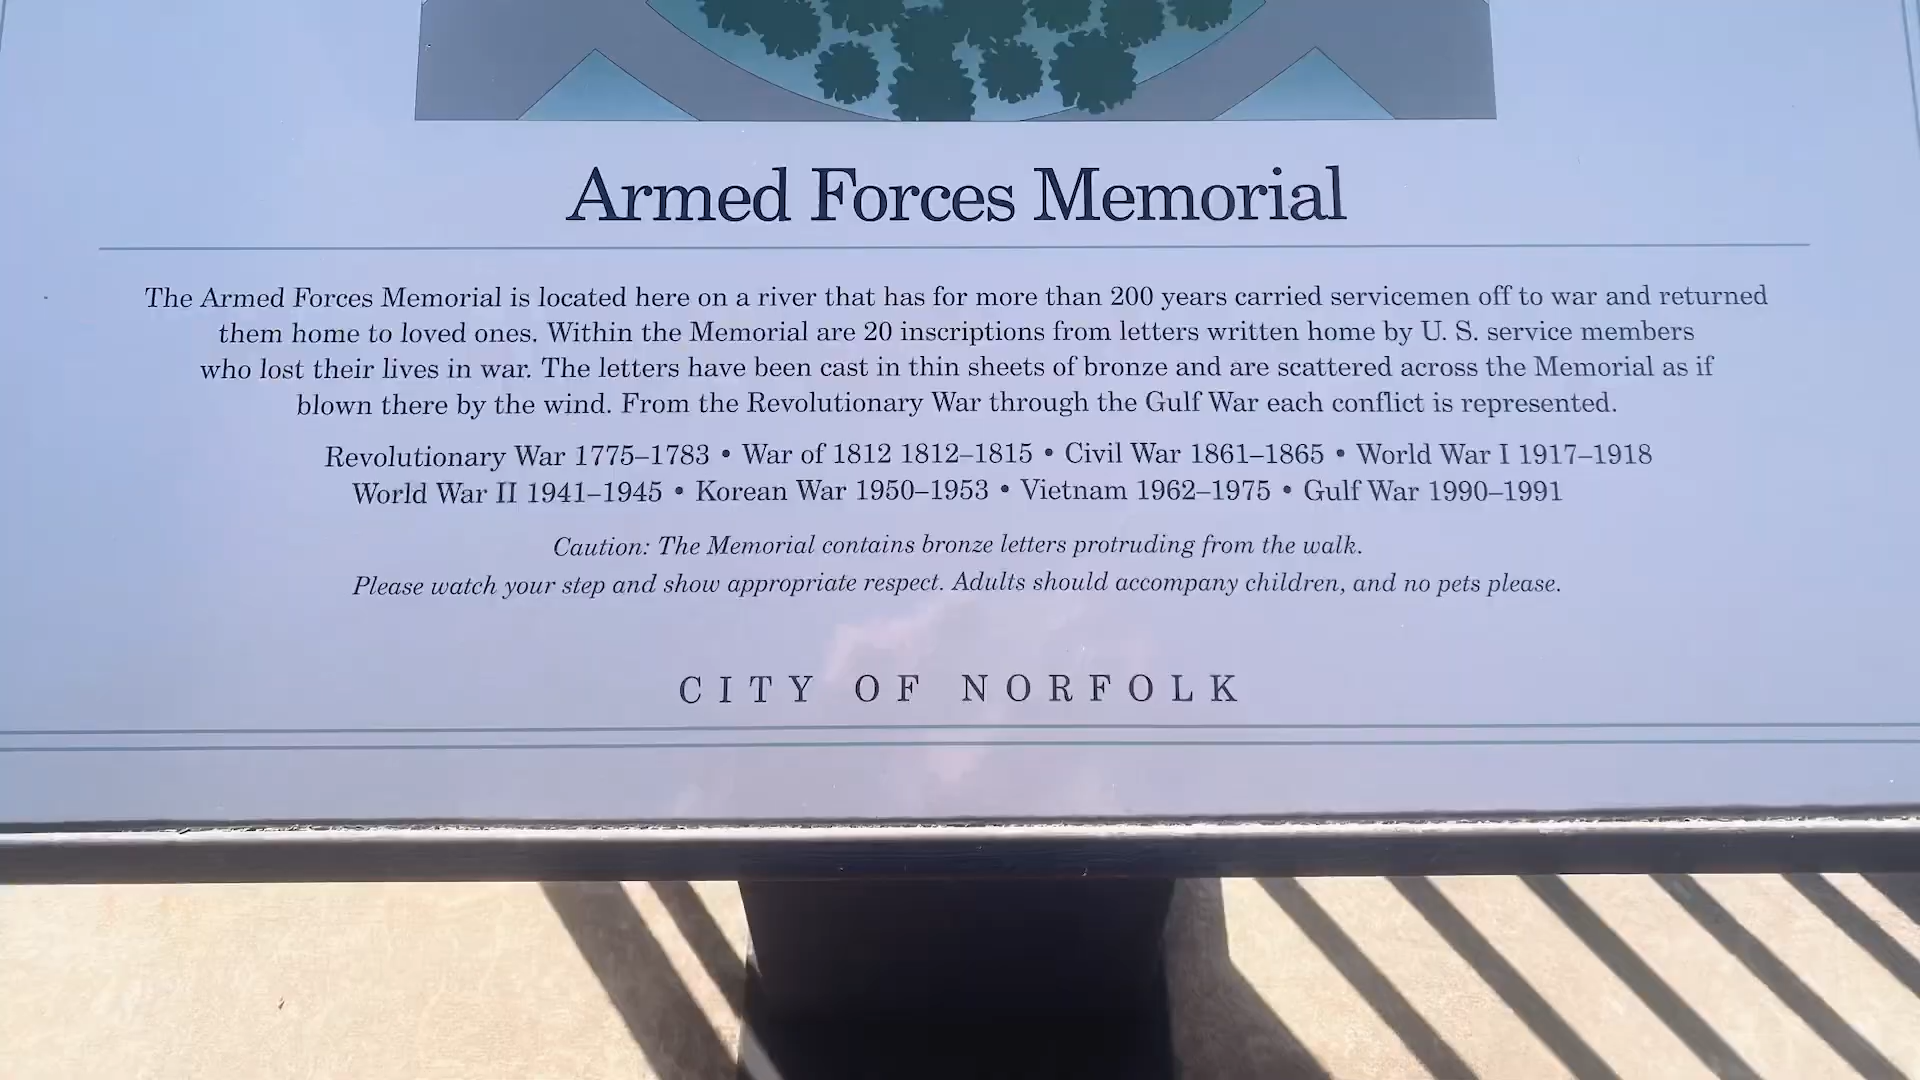 Armed Forces Memorial
The Armed Forces Memorial is located here on a river that has for more than 200 years carried servicemen off to war and returned
them home to loved ones. Within the Memorial are 20 inscriptions from letters written home by U. S. service members
who lost their lives in war. The letters have been cast in thin sheets of bronze and are scattered across the Memorial as if
blown there by the wind. From the Revolutionary War through the Gulf War each conflict is represented.
Revolutionary War 1775–1783 • War of 1812 1812–1815 • Civil War 1861–1865 • World War I 1917–1918
World War II 1941–1945 • Korean War 1950–1953 • Vietnam 1962–1975 • Gulf War 1990–1991
Caution: The Memorial contains bronze letters protruding from the walk.
Please watch your step and show appropriate respect. Adults should accompany children, and no pets please.
CITY OF NORFOLK